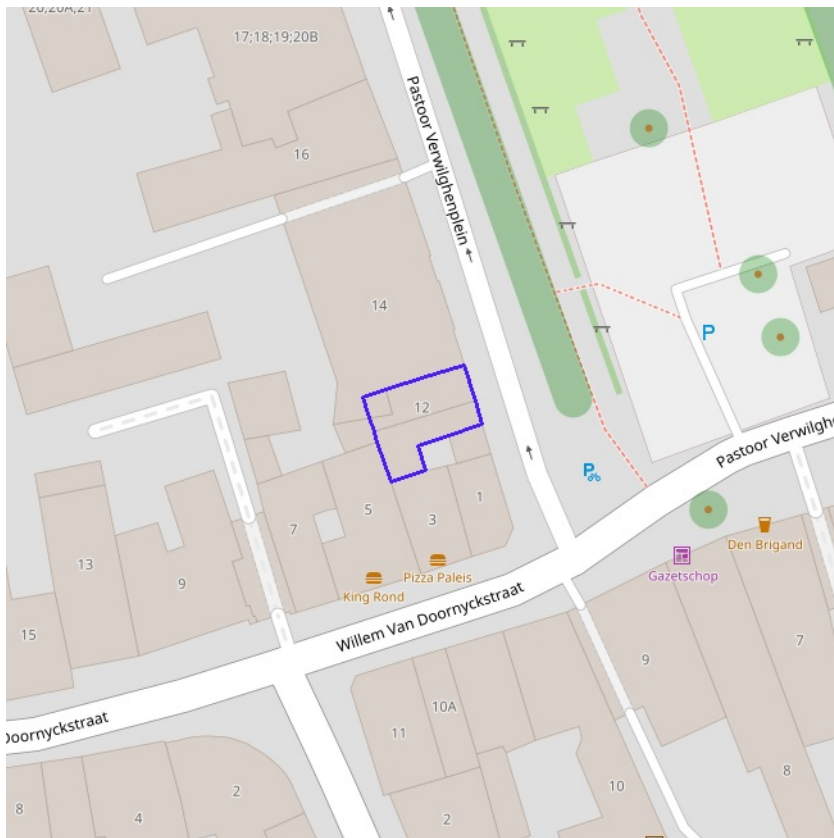 20,20A,21
17;18;19;20B
16
Pastoor Verwilghenplein
14
12
P
P
Pastoor Verwilgh
5
1
7
3
Den Brigand
Pizza Paleis
Gazetschop
13
9
King Rond
Willem Van Doornyckstraat
15
9
7
10A
11
Doornyckstraat
2
10
8
8
4
2